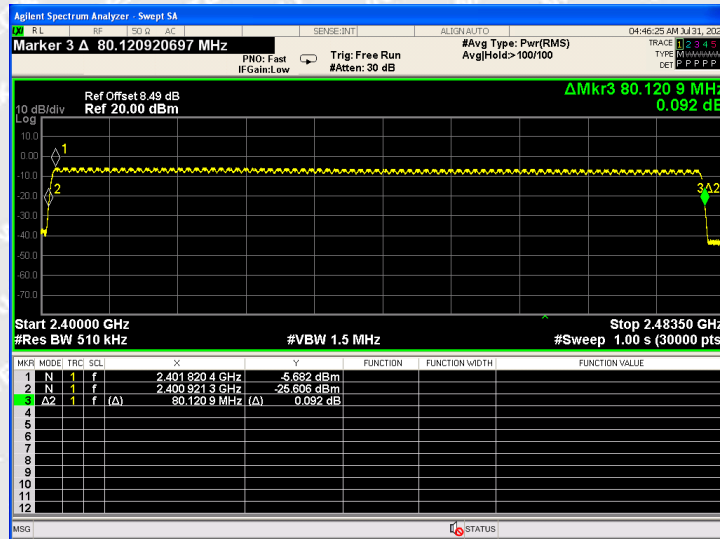 Agilent Spectrum Analyzer - Swept SA
RL RF 50 Ω AC SENSE:INT ALIGN AUTO 04:46:25 AM Jul 31, 202
Marker 3 Δ 80.120920697 MHz
PNO: Fast
IFGain:Low
Trig: Free Run
#Atten: 30 dB
#Avg Type: Pwr(RMS)
Avg|Hold:> 100/100
TRACE 1 2 3 4 5
TYPE M
DET P P P P P
ΔMkr3 80.120 9 MHz
0.092 dB
Ref Offset 8.49 dB
10 dB/div Ref 20.00 dBm
Log
10.0
0.00
-10.0
-20.0
-30.0
-40.0
-50.0
-60.0
-70.0
1
2
3Δ2
Start 2.40000 GHz Stop 2.48350 GHz
#Res BW 510 kHz #VBW 1.5 MHz #Sweep 1.00 s (30000 pts
MKR MODE TRC SCL X Y FUNCTION FUNCTION WIDTH FUNCTION VALUE
1 N 1 f 2.401 820 4 GHz -5.682 dBm
2 N 1 f 2.400 921 3 GHz -25.606 dBm
3 Δ2 1 f (Δ) 80.120 9 MHz (Δ) 0.092 dB
4
5
6
7
8
9
10
11
12
MSG STATUS